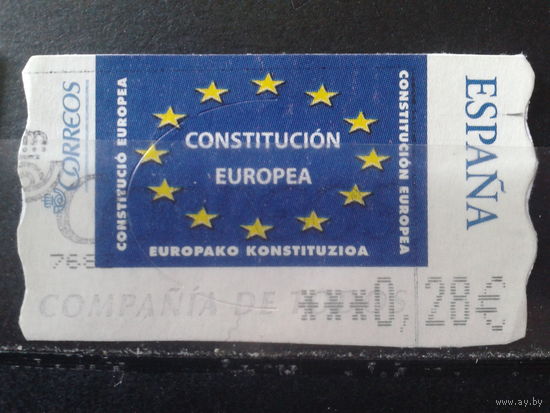 CORREOS
CONSTITUCIÓ EUROPEA
CONSTITUCIÓN
EUROPEA
CONSTITUCIÓN EUROPEA
EUROPAKO KONSTITUZIOA
ESPAÑA
COMPAÑÍA DE
***0,28€
www.ay.by